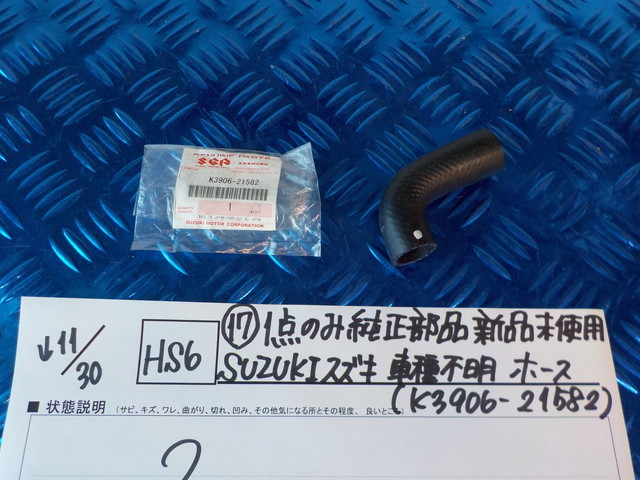 SGP
K3906-21582
1
SUZUKI MOTOR CORPORATION
↓11/30
HS6
⑰1点のみ純正部品 新品未使用
SUZUKIスズキ 車種不明 ホース
(K3906-21582)
■ 状態説明 (サビ、キズ、ワレ、曲がり、切れ、凹み、その他気になる所とその程度、良いところ